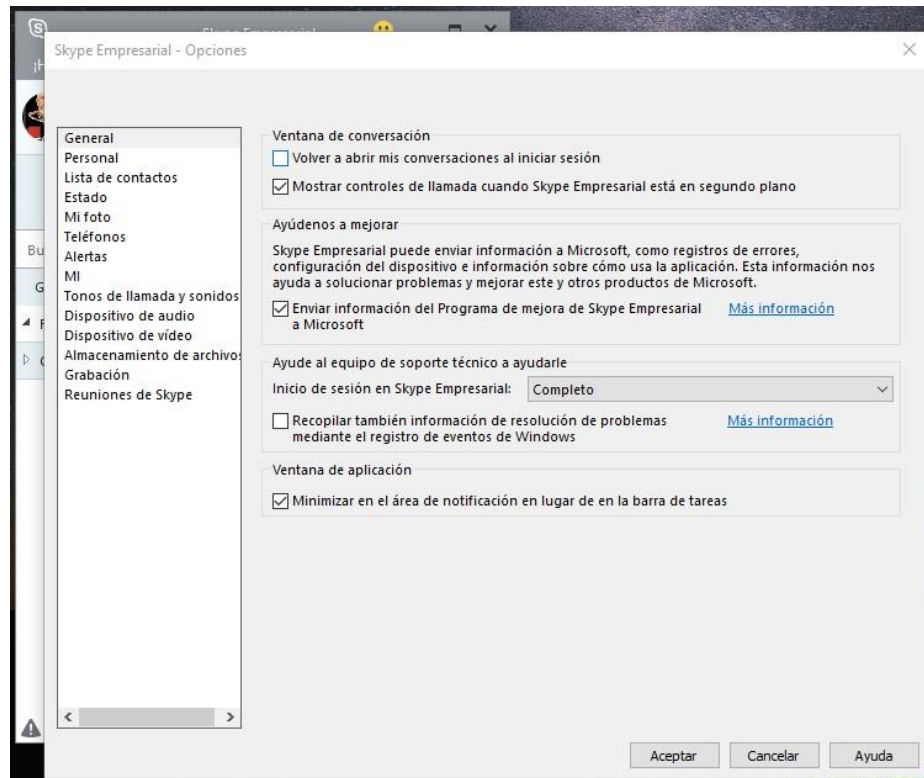 Skype Empresarial - Opciones
General
Personal
Lista de contactos
Estado
Mi foto
Teléfonos
Alertas
MI
Tonos de llamada y sonidos
Dispositivo de audio
Dispositivo de vídeo
Almacenamiento de archivos
Grabación
Reuniones de Skype
Ventana de conversación
Volver a abrir mis conversaciones al iniciar sesión
Mostrar controles de llamada cuando Skype Empresarial está en segundo plano
Ayúdenos a mejorar
Skype Empresarial puede enviar información a Microsoft, como registros de errores,
configuración del dispositivo e información sobre cómo usa la aplicación. Esta información nos
ayuda a solucionar problemas y mejorar este y otros productos de Microsoft.
Enviar información del Programa de mejora de Skype Empresarial Más información
a Microsoft
Ayude al equipo de soporte técnico a ayudarle
Inicio de sesión en Skype Empresarial: Completo
Recopilar también información de resolución de problemas Más información
mediante el registro de eventos de Windows
Ventana de aplicación
Minimizar en el área de notificación en lugar de en la barra de tareas
Aceptar Cancelar Ayuda